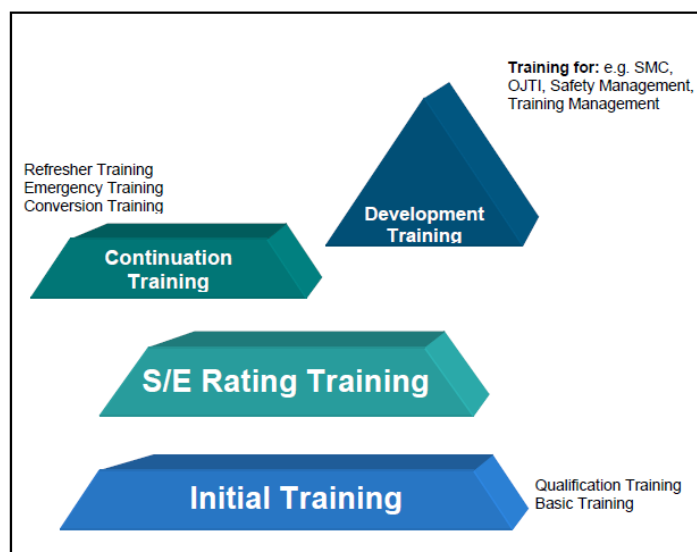 Training for: e.g. SMC,
OJTI, Safety Management,
Training Management
Refresher Training
Emergency Training
Conversion Training
Development
Training
Continuation
Training
S/E Rating Training
Initial Training
Qualification Training
Basic Training